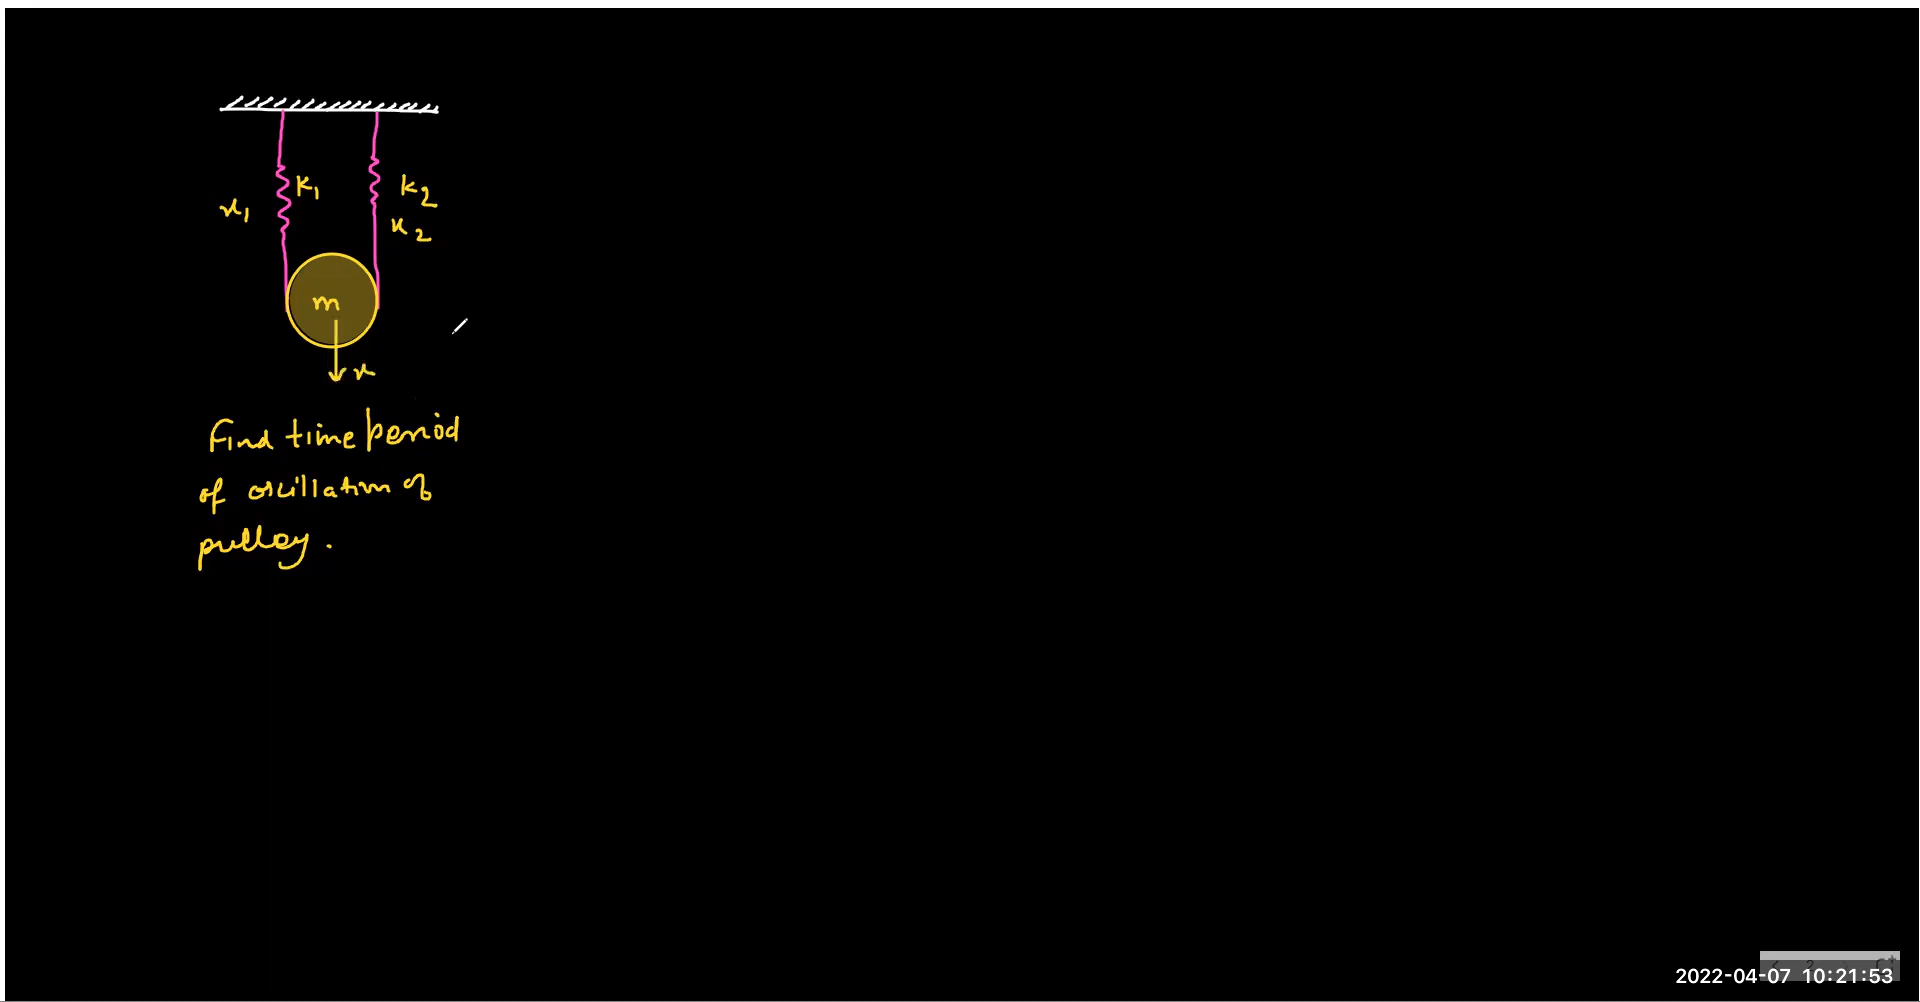 K1
K2
x1
x2
m
x
Find time period
of oscillation of
pulley.
2022-04-07 10:21:53